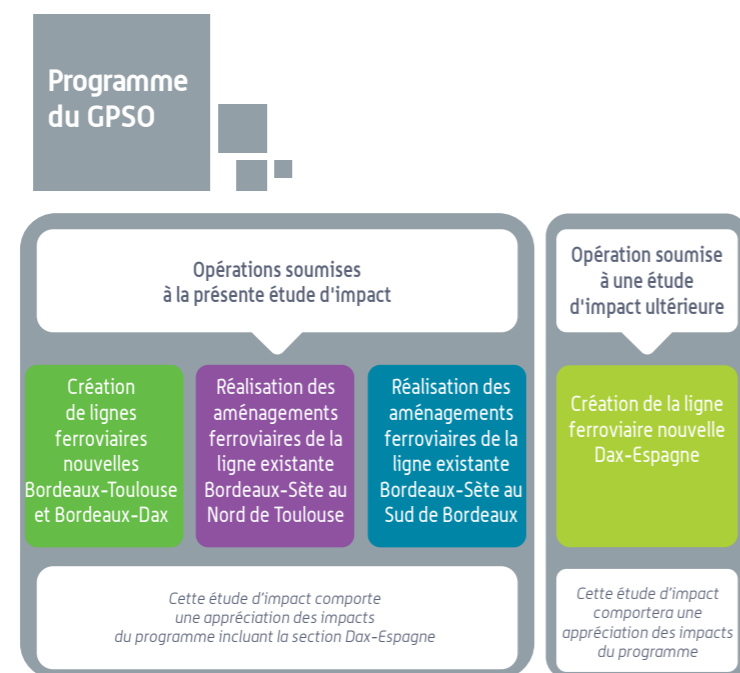 Programme
du GPSO
Opérations soumises
à la présente étude d'impact
Création
de lignes
ferroviaires
nouvelles
Bordeaux-Toulouse
et Bordeaux-Dax
Réalisation des
aménagements
ferroviaires de la
ligne existante
Bordeaux-Sète au
Nord de Toulouse
Réalisation des
aménagements
ferroviaires de la
ligne existante
Bordeaux-Sète au
Sud de Bordeaux
Cette étude d'impact comporte
une appréciation des impacts
du programme incluant la section Dax-Espagne
Opération soumise
à une étude
d'impact ultérieure
Création de la ligne
ferroviaire nouvelle
Dax-Espagne
Cette étude d'impact
comportera une
appréciation des impacts
du programme